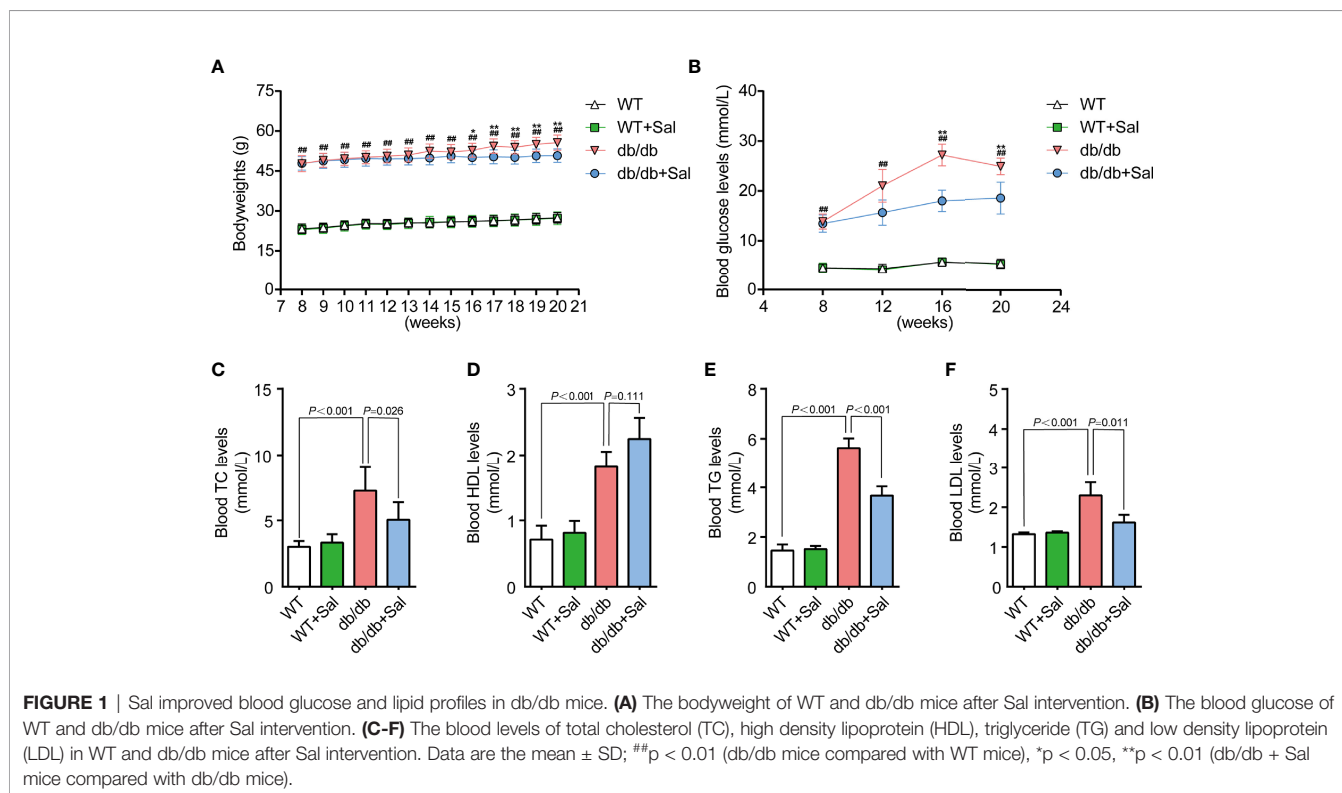 A
Bodyweights (g)
75
60
45
30
15
0
## ## ## ## ## ## ## ## * ## ** ## ** ## ** ## ** ##
7 8 9 10 11 12 13 14 15 16 17 18 19 20 21
(weeks)
WT
WT+Sal
db/db
db/db+Sal
B
Blood glucose levels (mmol/L)
40
30
20
10
0
## ## ** ## ** ##
4 8 12 16 20 24
(weeks)
WT
WT+Sal
db/db
db/db+Sal
C
Blood TC levels
(mmol/L)
15
10
5
0
P<0.001 P=0.026
WT WT+Sal db/db db/db+Sal
D
Blood HDL levels
(mmol/L)
3
2
1
0
P<0.001 P=0.111
WT WT+Sal db/db db/db+Sal
E
Blood TG levels
(mmol/L)
8
6
4
2
0
P<0.001 P<0.001
WT WT+Sal db/db db/db+Sal
F
Blood LDL levels
(mmol/L)
5
4
3
2
1
0
P<0.001 P=0.011
WT WT+Sal db/db db/db+Sal
FIGURE 1 | Sal improved blood glucose and lipid profiles in db/db mice. (A) The bodyweight of WT and db/db mice after Sal intervention. (B) The blood glucose of
WT and db/db mice after Sal intervention. (C-F) The blood levels of total cholesterol (TC), high density lipoprotein (HDL), triglyceride (TG) and low density lipoprotein
(LDL) in WT and db/db mice after Sal intervention. Data are the mean ± SD; ##p < 0.01 (db/db mice compared with WT mice), *p < 0.05, **p < 0.01 (db/db + Sal
mice compared with db/db mice).